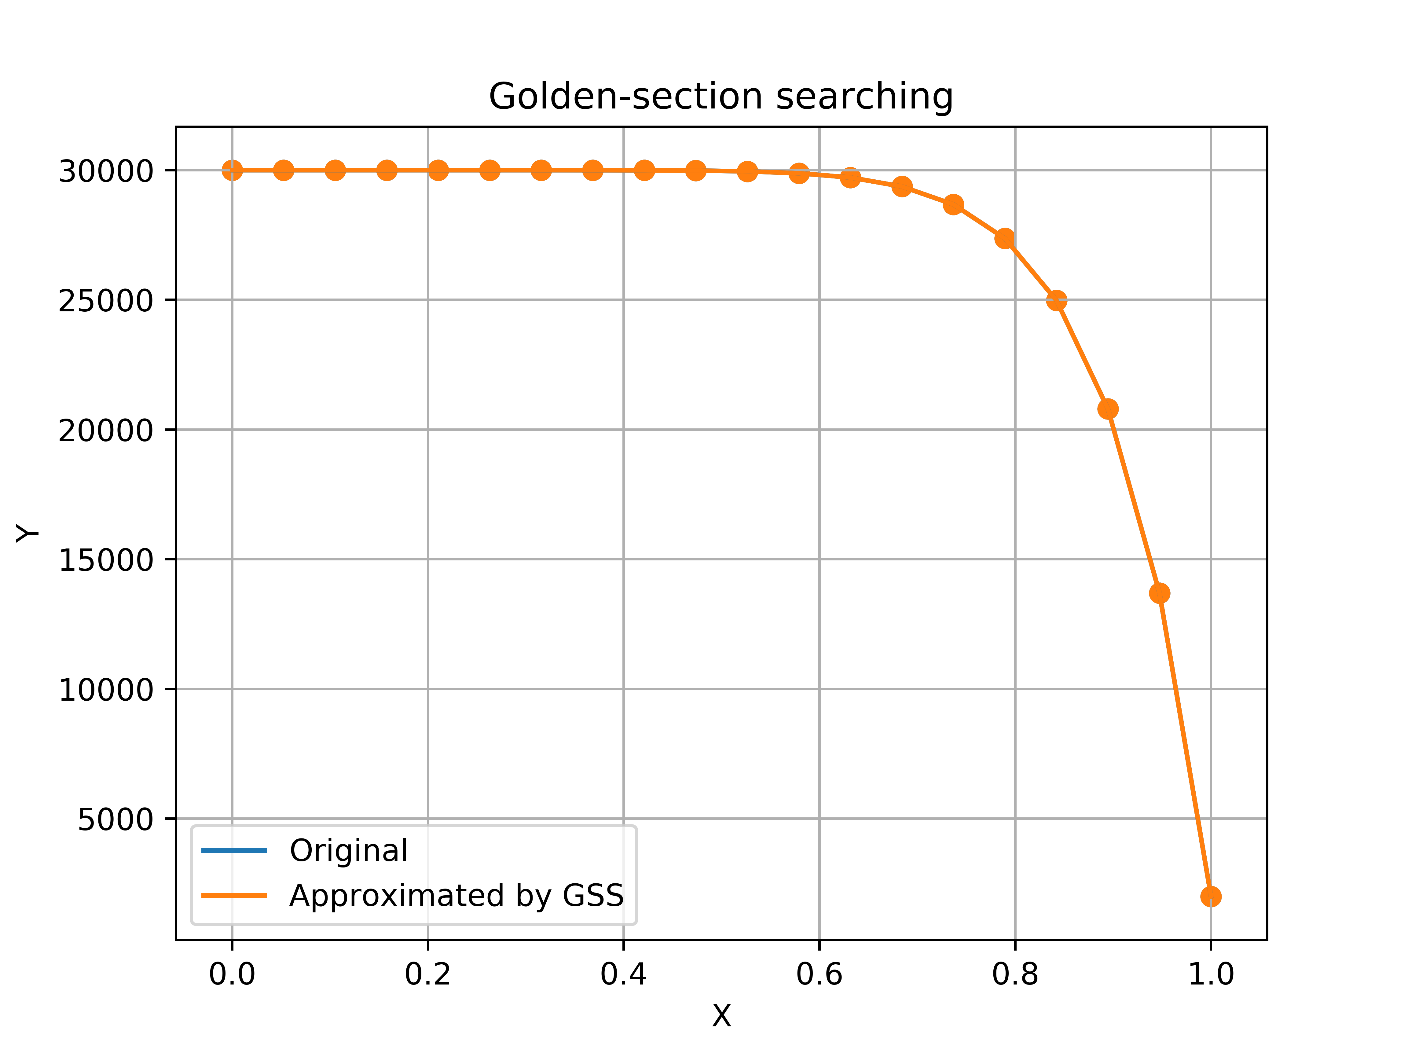 Golden-section searching
30000
25000
20000
15000
10000
5000
Y
Original
Approximated by GSS
0.0 0.2 0.4 0.6 0.8 1.0
X